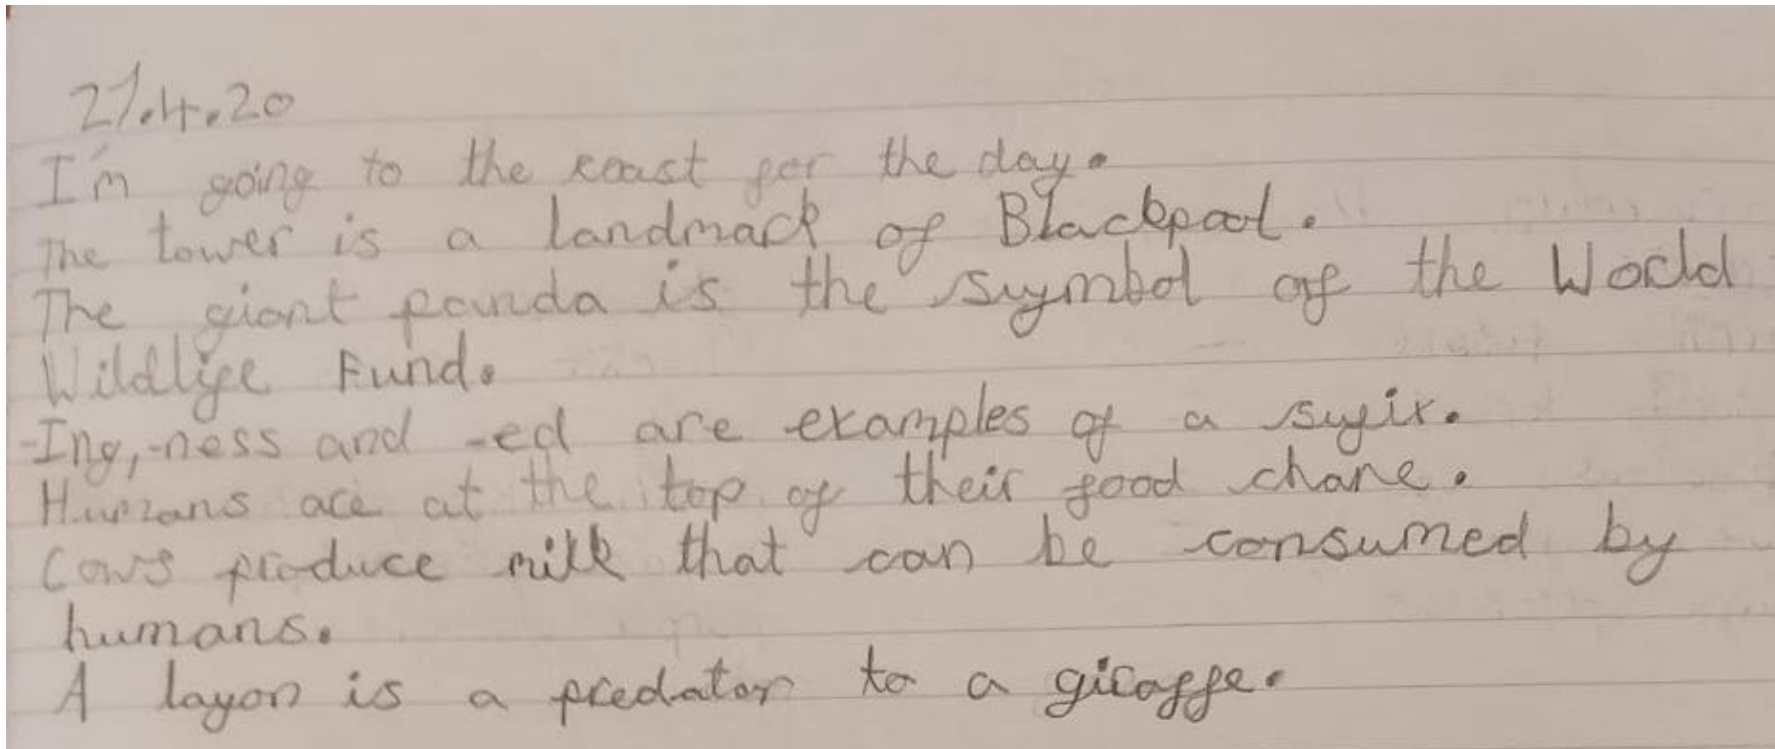 27.4.20
I'm going to the coast for the day.
The tower is a landmark of Blackpool.
The giant panda is the symbol of the World
Wildlife Fund.
-Ing, -ness and -ed are examples of a sufix.
Humans are at the top of their food chane.
Cows produce milk that can be consumed by
humans.
A layon is a predator to a giraffe.